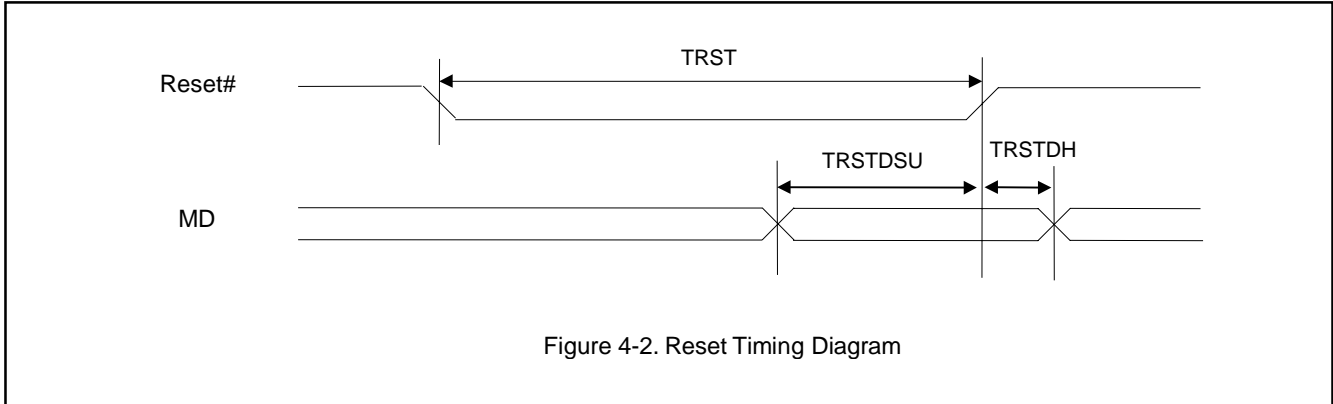 TRST
Reset#
TRSTDSU
TRSTDH
MD
Figure 4-2. Reset Timing Diagram